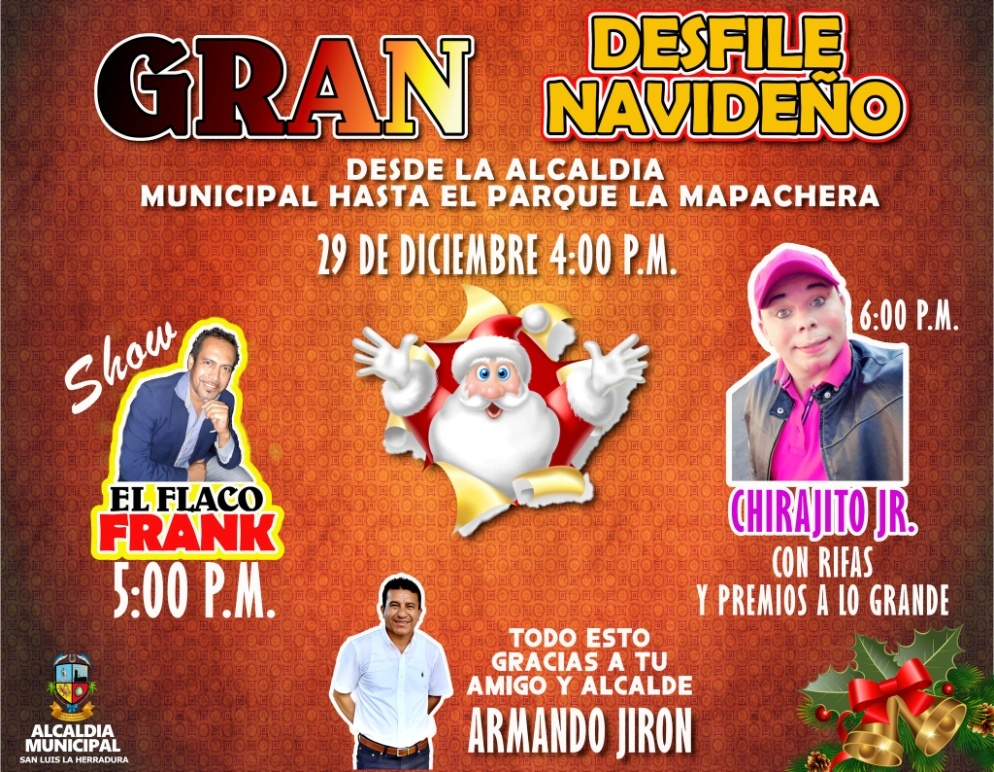 GRAN
DESFILE
NAVIDEÑO
DESDE LA ALCALDIA
MUNICIPAL HASTA EL PARQUE LA MAPACHERA
29 DE DICIEMBRE 4:00 P.M.
Show
EL FLACO
FRANK
5:00 P.M.
6:00 P.M.
CHIRAJITO JR.
CON RIFAS
Y PREMIOS A LO GRANDE
TODO ESTO
GRACIAS A TU
AMIGO Y ALCALDE
ARMANDO JIRON
ALCALDIA
MUNICIPAL
SAN LUIS LA HERRADURA